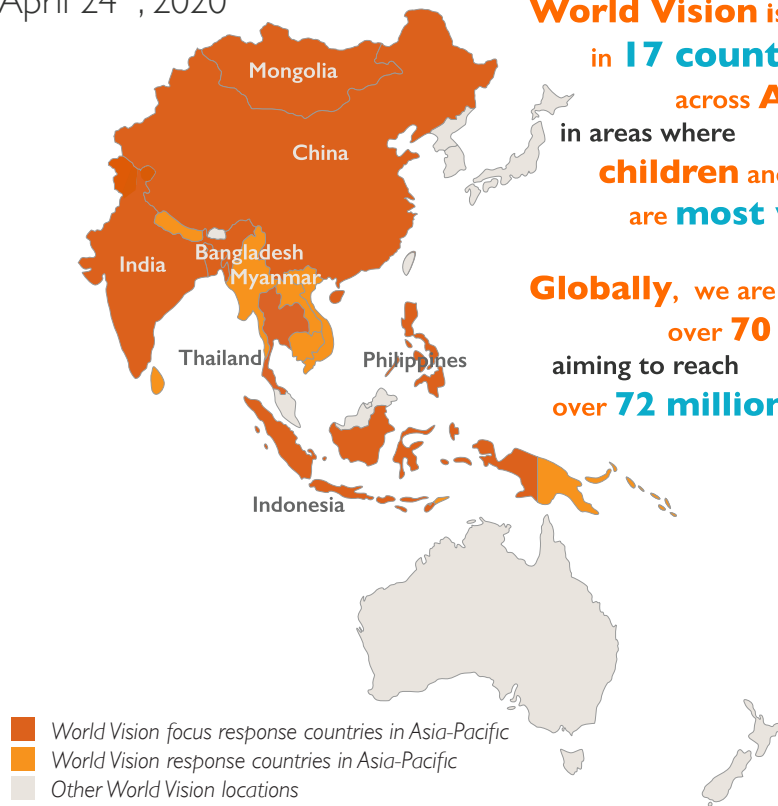 April 24 , 2020
World Vision is
in 17 count
across A
in areas where
children and
are most v
Globally, we are
over 70
aiming to reach
over 72 million
Mongolia
China
India
Bangladesh
Myanmar
Thailand
Philippines
Indonesia
World Vision focus response countries in Asia-Pacific
World Vision response countries in Asia-Pacific
Other World Vision locations